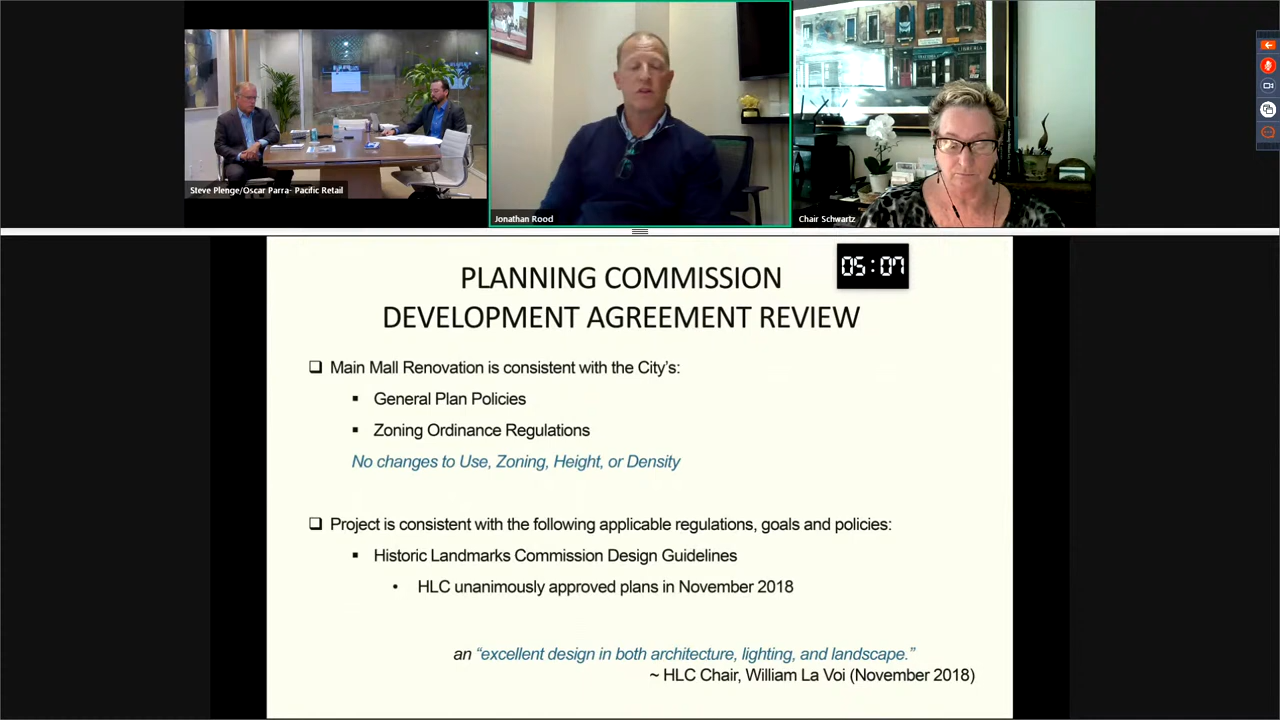 Steve Plenge/Oscar Parra- Pacific Retail
Jonathan Rood
Chair Schwartz
05:07
PLANNING COMMISSION
DEVELOPMENT AGREEMENT REVIEW
Main Mall Renovation is consistent with the City's:
General Plan Policies
Zoning Ordinance Regulations
No changes to Use, Zoning, Height, or Density
Project is consistent with the following applicable regulations, goals and policies:
Historic Landmarks Commission Design Guidelines
HLC unanimously approved plans in November 2018
an “excellent design in both architecture, lighting, and landscape.”
~ HLC Chair, William La Voi (November 2018)